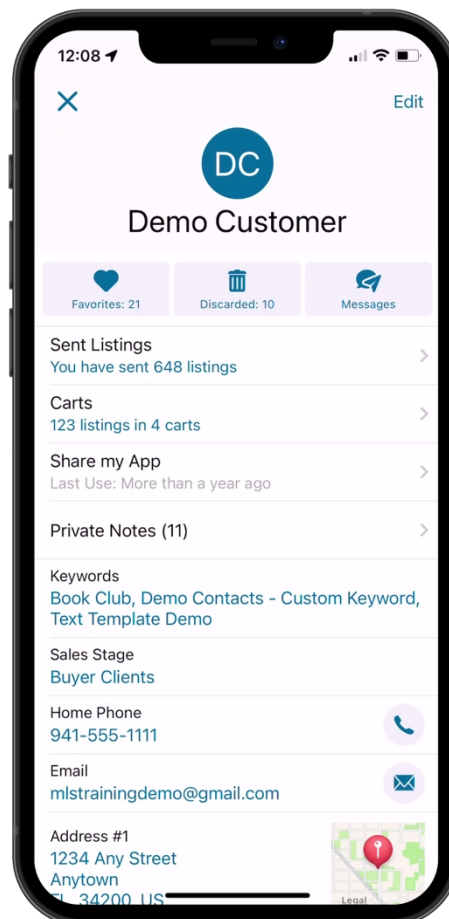 12:08
Edit
DC
Demo Customer
Favorites: 21
Discarded: 10
Messages
Sent Listings
You have sent 648 listings
Carts
123 listings in 4 carts
Share my App
Last Use: More than a year ago
Private Notes (11)
Keywords
Book Club, Demo Contacts - Custom Keyword,
Text Template Demo
Sales Stage
Buyer Clients
Home Phone
941-555-1111
Email
mlstrainingdemo@gmail.com
Address #1
1234 Any Street
Anytown
FL, 34200, US
Legal